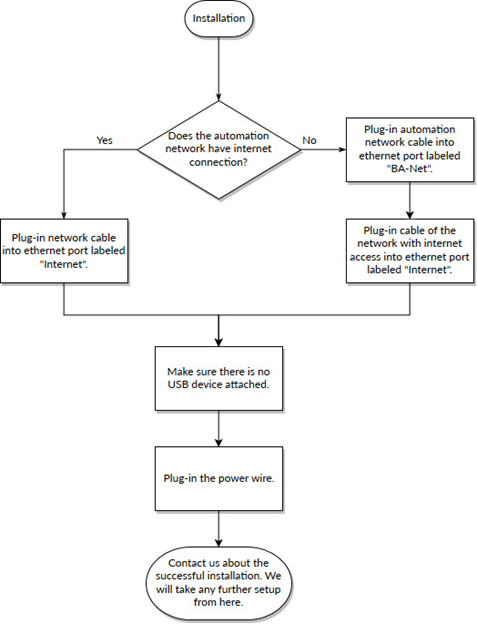 Installation
Does the automation
network have internet
connection?
Yes
No
Plug-in automation
network cable into
ethernet port labeled
"BA-Net".
Plug-in network cable
into ethernet port labeled
"Internet".
Plug-in cable of the
network with internet
access into ethernet port
labeled "Internet".
Make sure there is no
USB device attached.
Plug-in the power wire.
Contact us about the
successful installation. We
will take any further setup
from here.